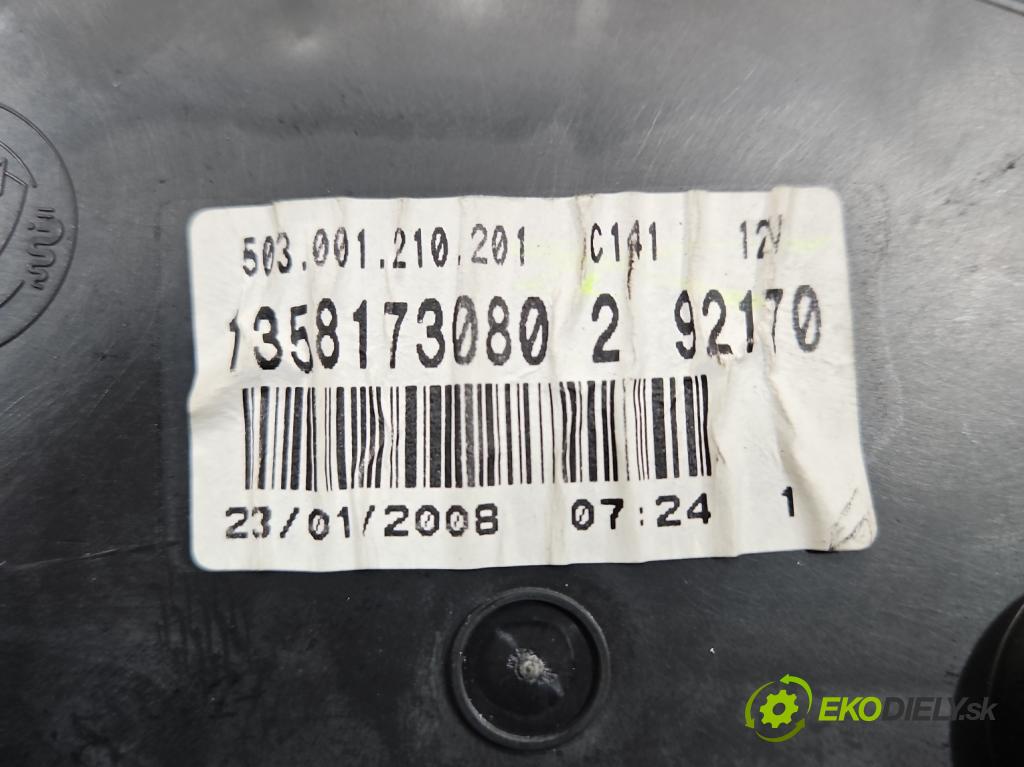 503.001.210.201 C141 12V
1358173080 2 92170
23/01/2008 07:24 1
EKODIELY.sk